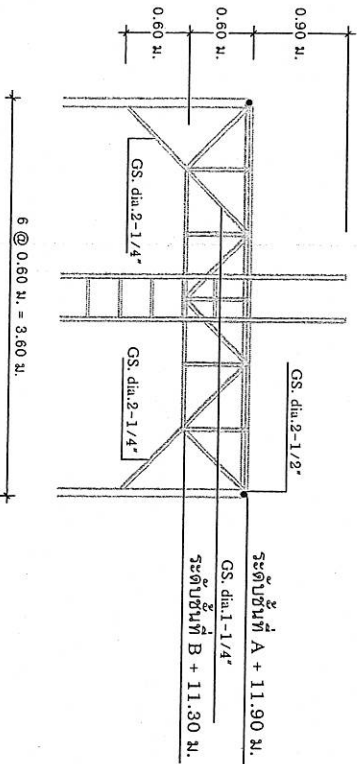 0.90 ม.
0.60 ม.
0.60 ม.
GS. dia.2-1/2"
ระดับชั้นที่ A + 11.90 ม.
GS. dia.1-1/4"
ระดับชั้นที่ B + 11.30 ม.
GS. dia.2-1/4"
GS. dia.2-1/4"
6 @ 0.60 ม. = 3.60 ม.